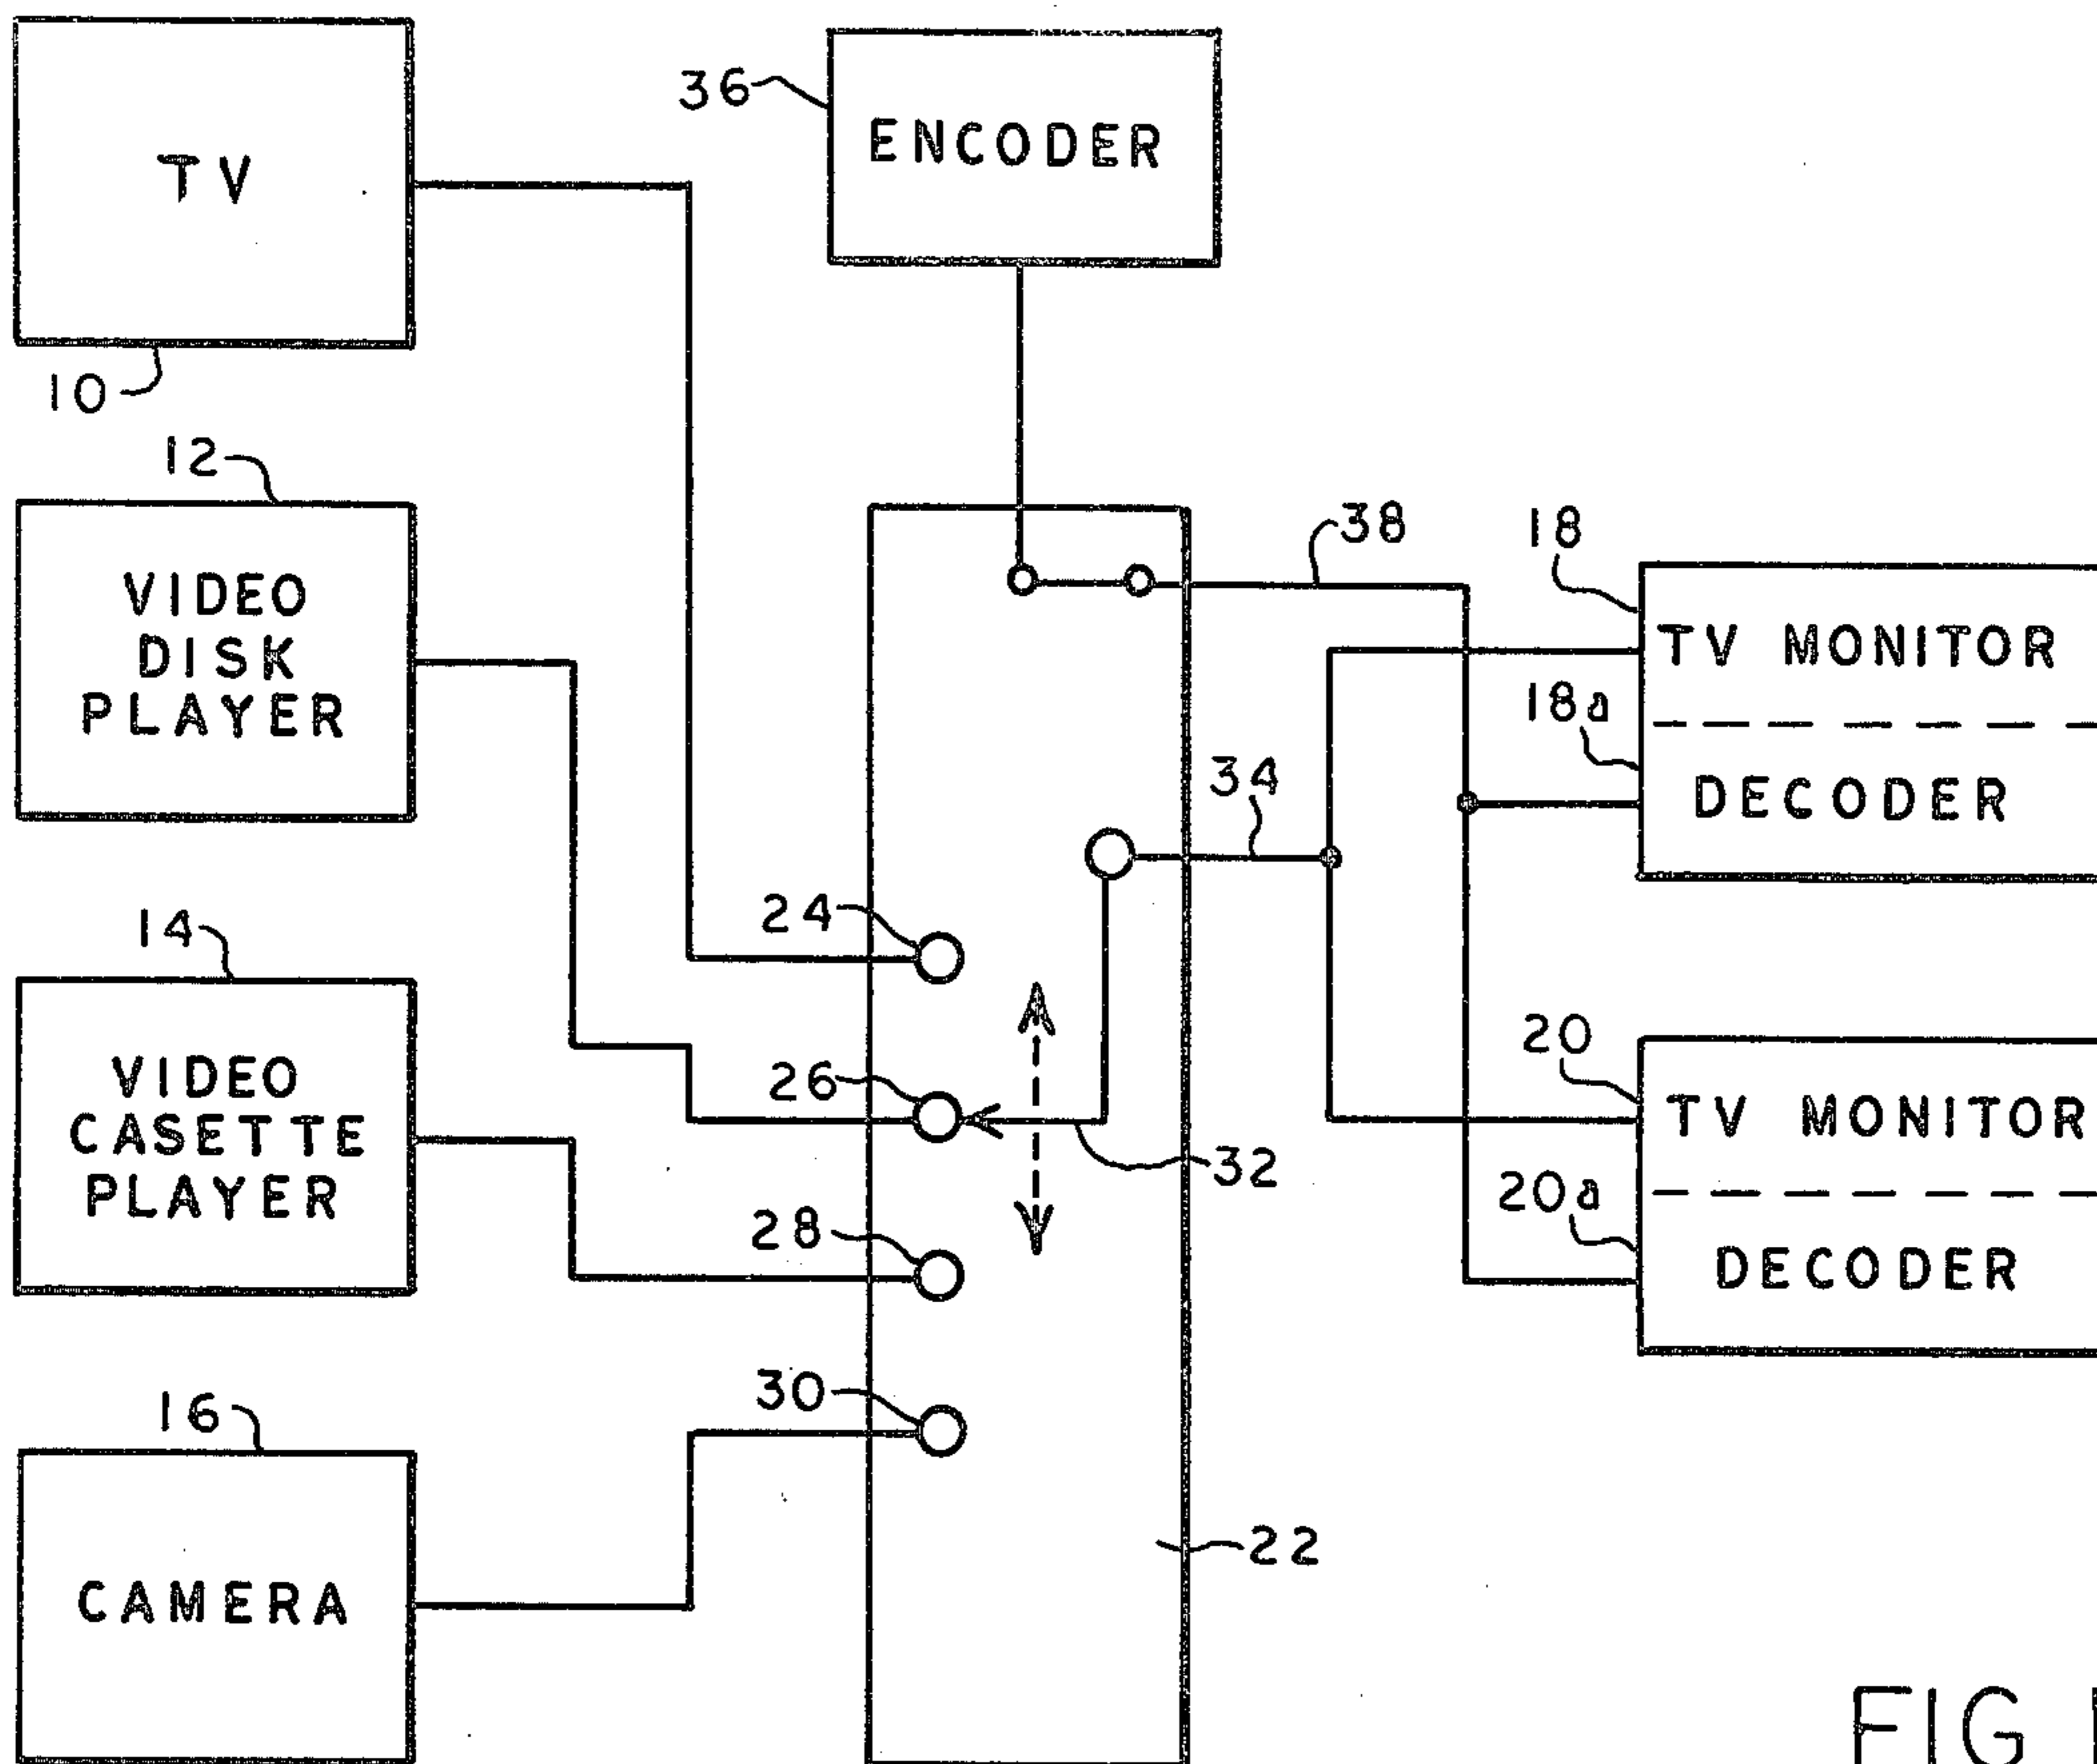 TV
10
36
ENCODER
12
VIDEO
DISK
PLAYER
38
18
TV MONITOR
18a
DECODER
34
24
14
VIDEO
CASETTE
PLAYER
26
32
28
20
TV MONITOR
20a
DECODER
30
16
CAMERA
22
FIG